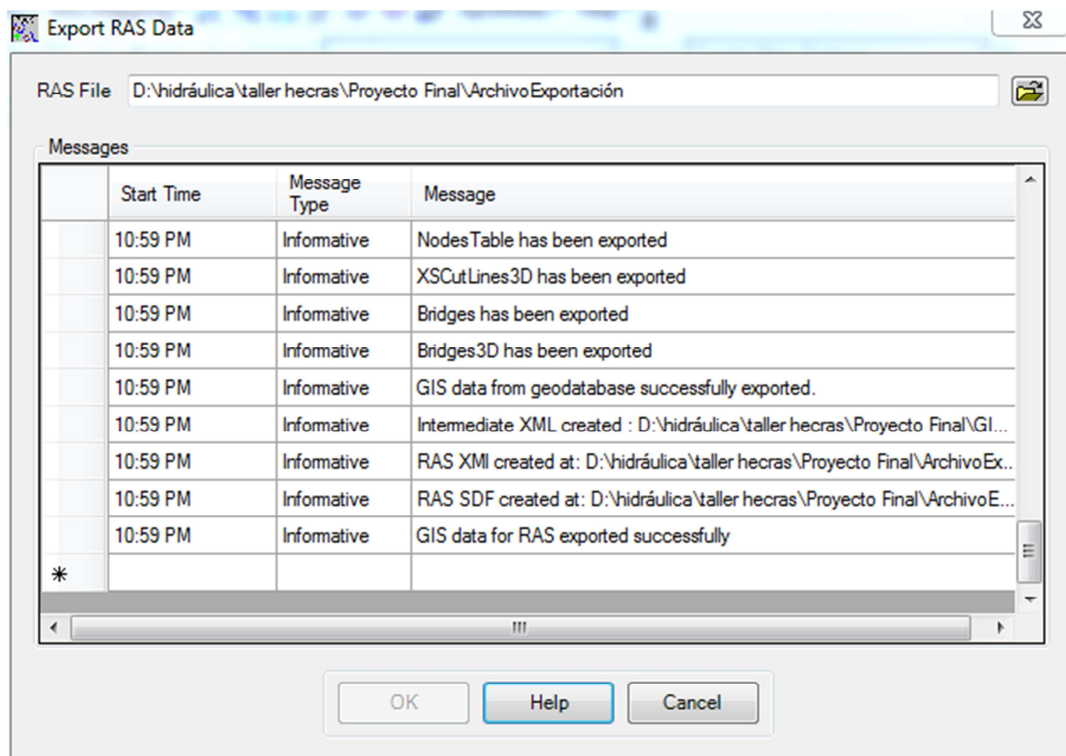 Export RAS Data
RAS File D:\hidráulica\taller hecras\Proyecto Final\ArchivoExportación
Messages
Start Time Message Type Message
10:59 PM Informative NodesTable has been exported
10:59 PM Informative XSCutLines3D has been exported
10:59 PM Informative Bridges has been exported
10:59 PM Informative Bridges3D has been exported
10:59 PM Informative GIS data from geodatabase successfully exported.
10:59 PM Informative Intermediate XML created : D:\hidráulica\taller hecras\Proyecto Final\GI...
10:59 PM Informative RAS XMl created at: D:\hidráulica\taller hecras\Proyecto Final\ArchivoEx...
10:59 PM Informative RAS SDF created at: D:\hidráulica\taller hecras\Proyecto Final\ArchivoE...
10:59 PM Informative GIS data for RAS exported successfully
OK Help Cancel